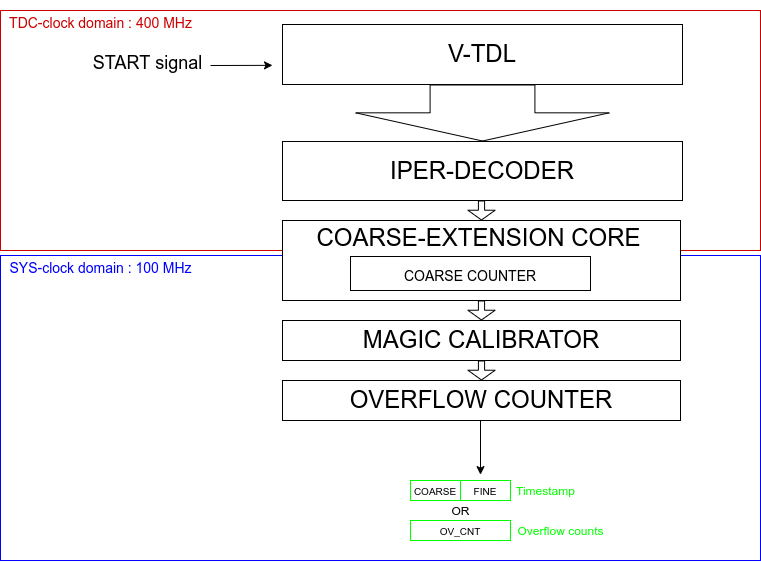 TDC-clock domain : 400 MHz
START signal
V-TDL
IPER-DECODER
COARSE-EXTENSION CORE
SYS-clock domain : 100 MHz
COARSE COUNTER
MAGIC CALIBRATOR
OVERFLOW COUNTER
COARSE FINE Timestamp
OR
OV_CNT Overflow counts